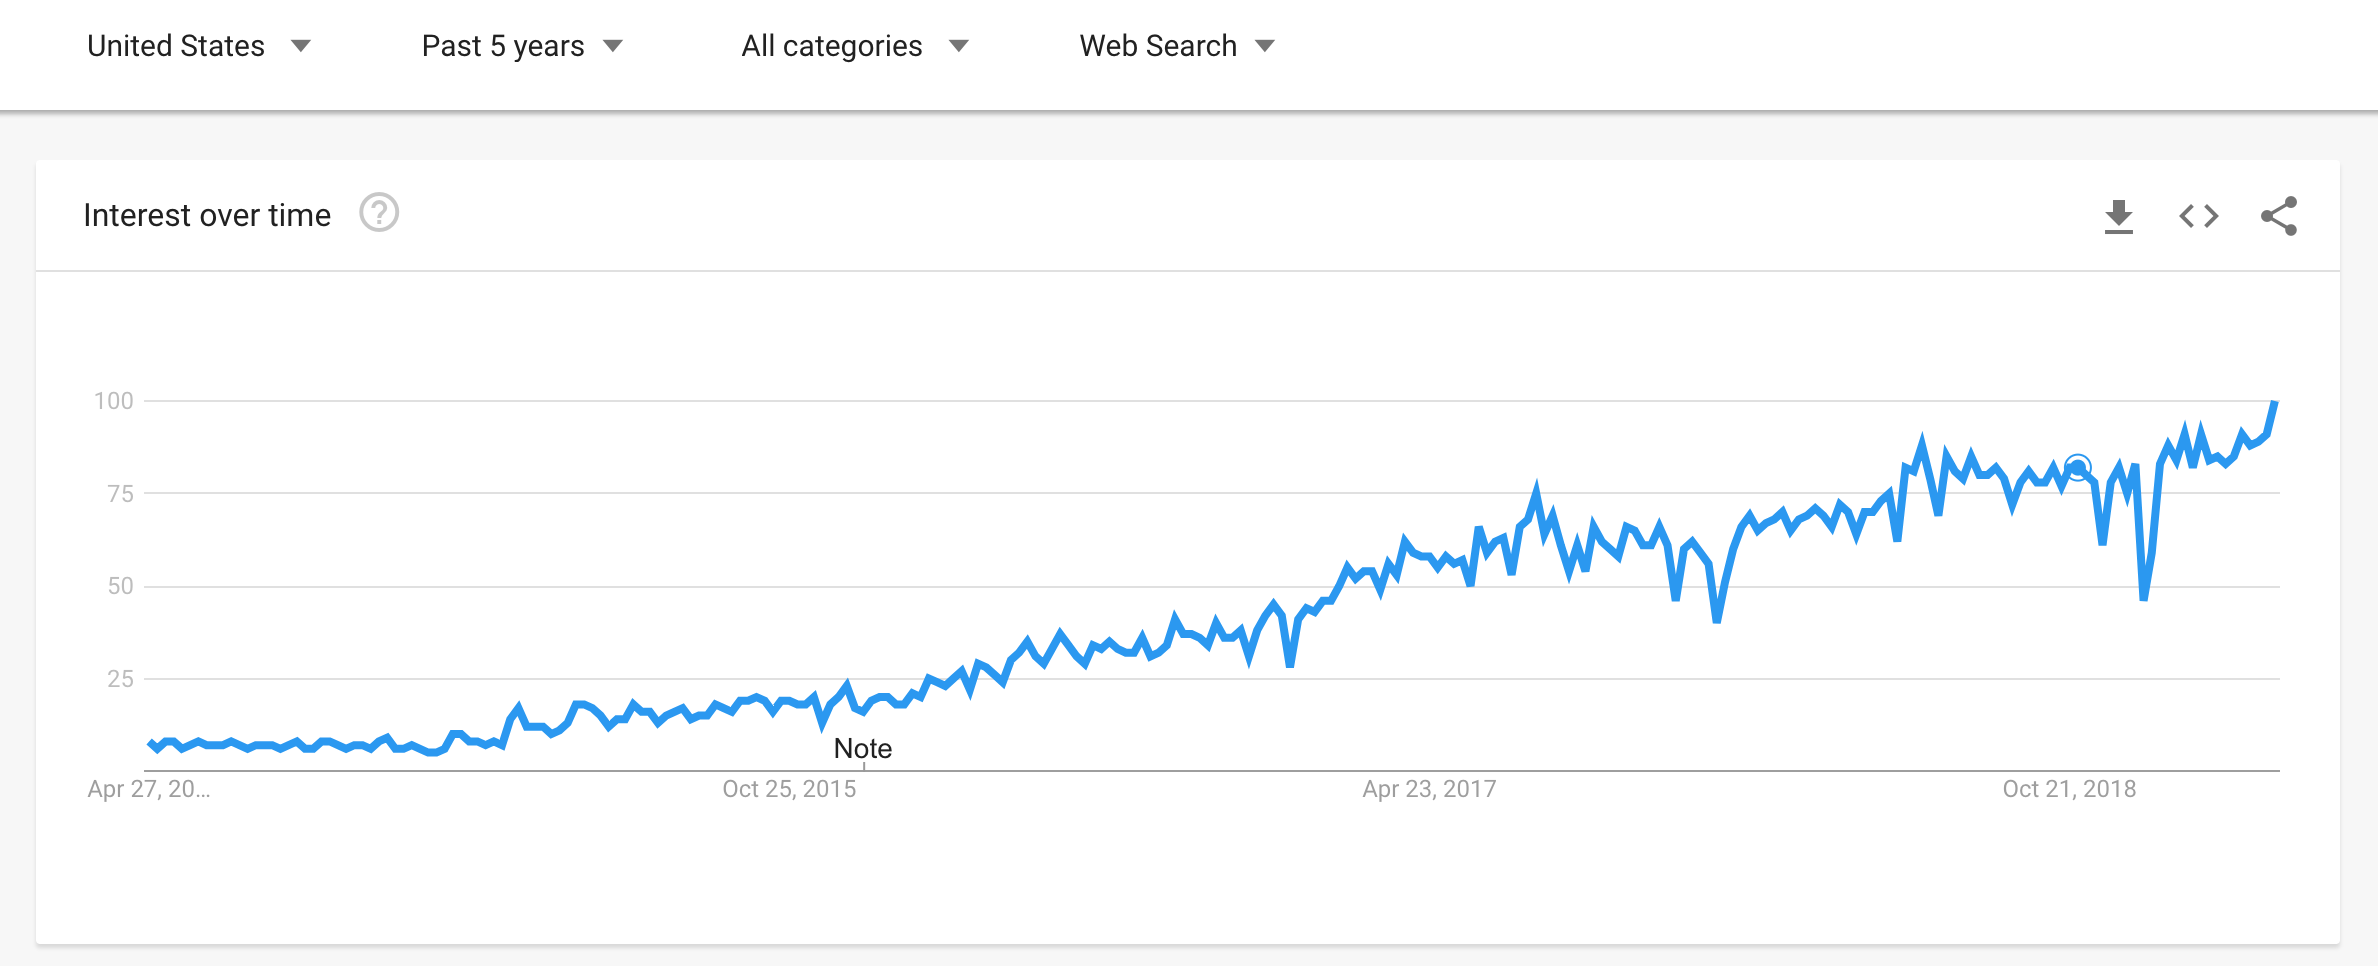 United States Past 5 years All categories Web Search
Interest over time ?
100
75
50
25
Note
Apr 27, 20... Oct 25, 2015 Apr 23, 2017 Oct 21, 2018